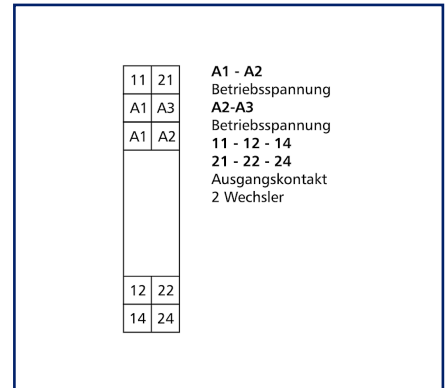 11 21
A1 A3
A1 A2
12 22
14 24
A1 - A2
Betriebsspannung
A2-A3
Betriebsspannung
11 - 12 - 14
21 - 22 - 24
Ausgangskontakt
2 Wechsler